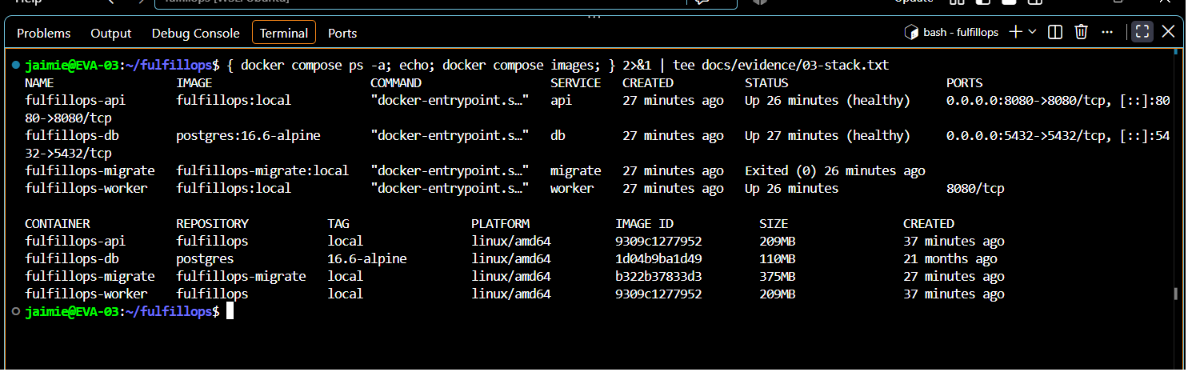 Help
fulfillops [WSL: Ubuntu]
Update
Problems Output Debug Console Terminal Ports
bash - fulfillops
jaimie@EVA-03:~/fulfillops$ { docker compose ps -a; echo; docker compose images; } 2>&1 | tee docs/evidence/03-stack.txt
NAME IMAGE COMMAND SERVICE CREATED STATUS PORTS
fulfillops-api fulfillops:local "docker-entrypoint.s…" api 27 minutes ago Up 26 minutes (healthy) 0.0.0.0:8080->8080/tcp, [::]:80
80->8080/tcp
fulfillops-db postgres:16.6-alpine "docker-entrypoint.s…" db 27 minutes ago Up 27 minutes (healthy) 0.0.0.0:5432->5432/tcp, [::]:54
32->5432/tcp
fulfillops-migrate fulfillops-migrate:local "docker-entrypoint.s…" migrate 27 minutes ago Exited (0) 26 minutes ago
fulfillops-worker fulfillops:local "docker-entrypoint.s…" worker 27 minutes ago Up 26 minutes 8080/tcp
CONTAINER REPOSITORY TAG PLATFORM IMAGE ID SIZE CREATED
fulfillops-api fulfillops local linux/amd64 9309c1277952 209MB 37 minutes ago
fulfillops-db postgres 16.6-alpine linux/amd64 1d04b9ba1d49 110MB 21 months ago
fulfillops-migrate fulfillops-migrate local linux/amd64 b322b37833d3 375MB 27 minutes ago
fulfillops-worker fulfillops local linux/amd64 9309c1277952 209MB 37 minutes ago
jaimie@EVA-03:~/fulfillops$